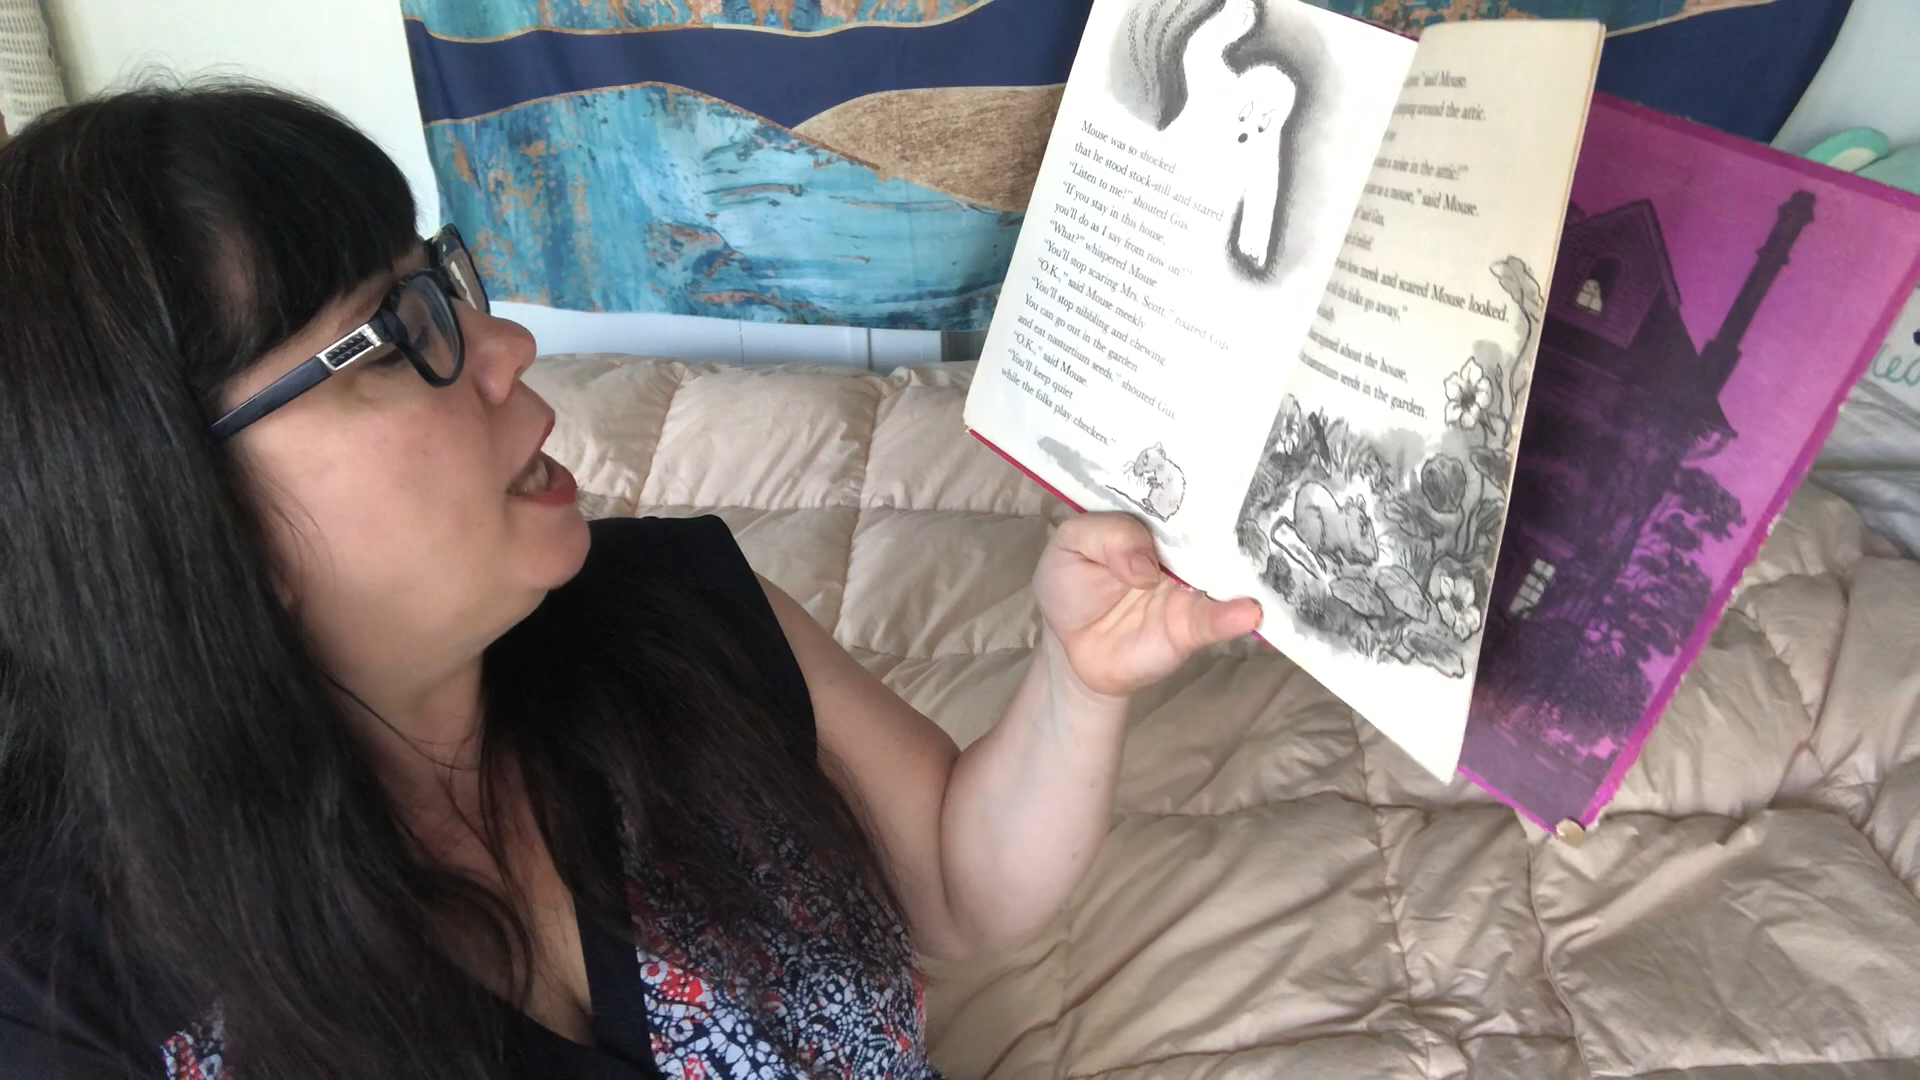 Mouse was so shocked
that he stood stock-still and stared
"Listen to me!" shouted Gus
"If you stay in this house,
you'll do as I say from now on!"
"What?" whispered Mouse.
"You'll stop scaring Mrs. Scott," roared Gus
"O.K.," said Mouse meekly
"You'll stop nibbling and chewing.
You can go out in the garden
and eat nasturtium seeds," shouted Gus
"O.K.," said Mouse.
"You'll keep quiet
while the folks play checkers."
said Mouse.
around the attic.
a noise in the attic?"
as a mouse," said Mouse.
said Gus,
meek and scared Mouse looked.
the folks go away,"
about the house,
nasturtium seeds in the garden.